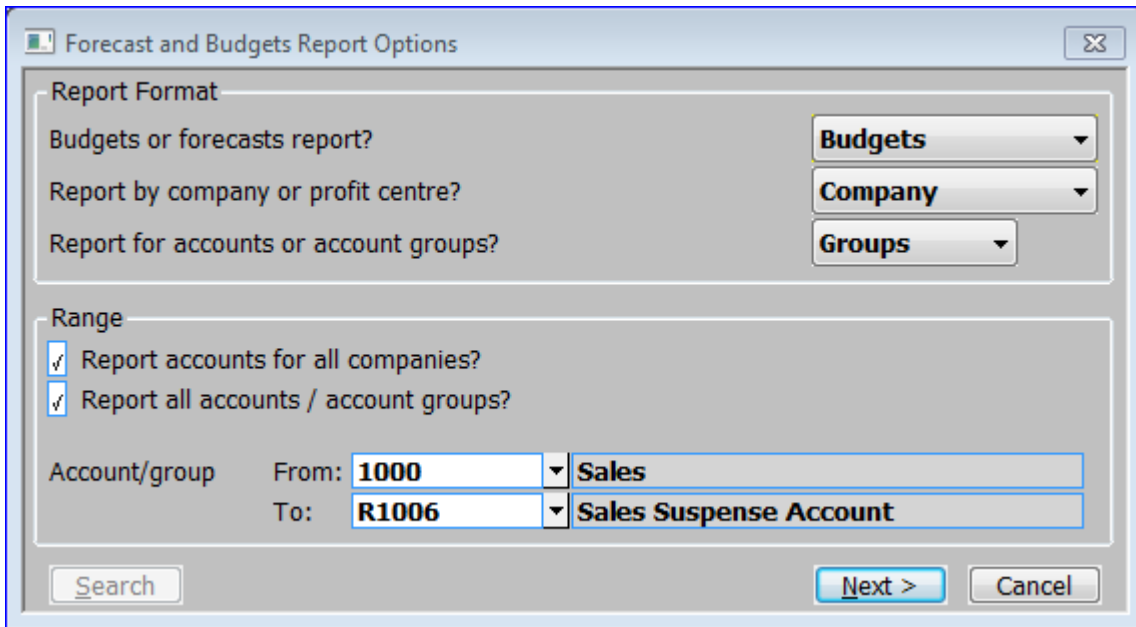 Forecast and Budgets Report Options
Report Format
Budgets or forecasts report? Budgets
Report by company or profit centre? Company
Report for accounts or account groups? Groups
Range
Report accounts for all companies?
Report all accounts / account groups?
Account/group From: 1000 Sales
To: R1006 Sales Suspense Account
Search Next > Cancel